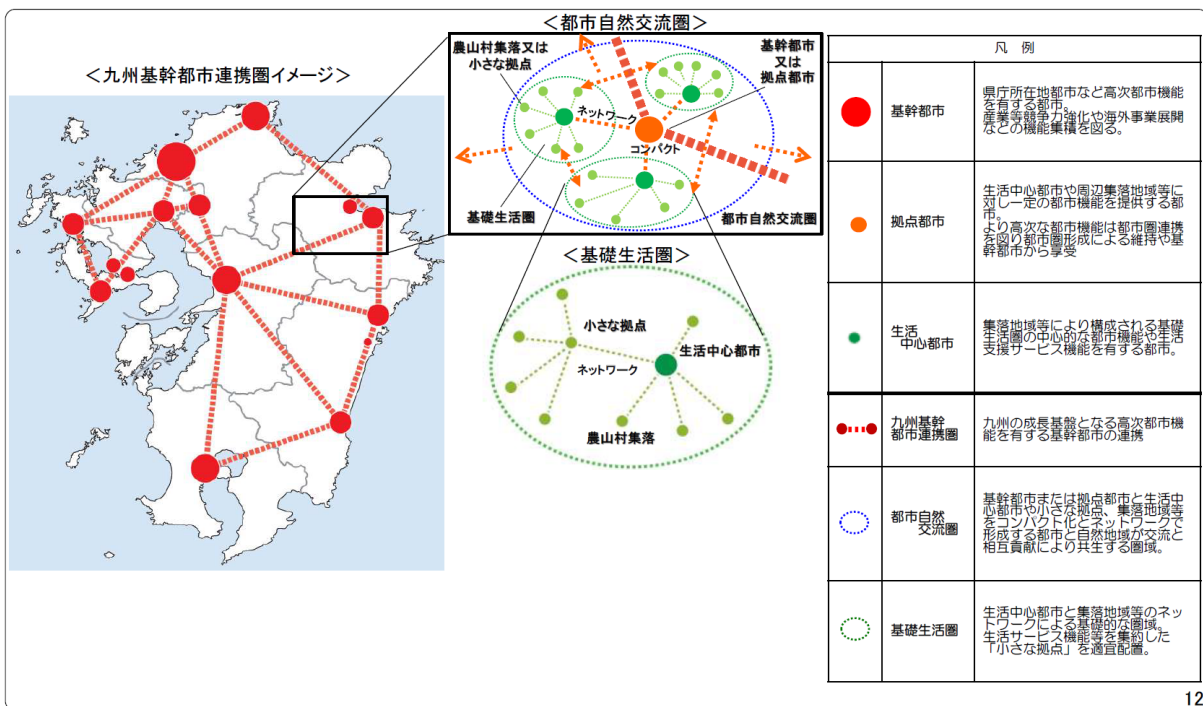 <九州基幹都市連携圏イメージ>
<都市自然交流圏>
農山村集落又は
小さな拠点
基幹都市
又は
拠点都市
ネットワーク
コンパクト
基礎生活圏
都市自然交流圏
<基礎生活圏>
小さな拠点
生活中心都市
ネットワーク
農山村集落
凡 例
基幹都市
県庁所在地都市など高次都市機能
を有する都市。
産業等競争力強化や海外事業展開
などの機能集積を図る。
拠点都市
生活中心都市や周辺集落地域等に
対し一定の都市機能を提供する都
市。
より高次な都市機能は都市圏連携
を図り都市圏形成による維持や基
幹都市から享受
生活
中心都市
集落地域等により構成される基礎
生活圏の中心的な都市機能や生活
支援サービス機能を有する都市。
九州基幹
都市連携圏
九州の成長基盤となる高次都市機
能を有する基幹都市の連携
都市自然
交流圏
基幹都市または拠点都市と生活中
心都市や小さな拠点、集落地域等
をコンパクト化とネットワークで
形成する都市と自然地域が交流と
相互貢献により共生する圏域。
基礎生活圏
生活中心都市と集落地域等のネッ
トワークによる基礎的な圏域。
生活サービス機能等を集約した
「小さな拠点」を適宜配置。
12